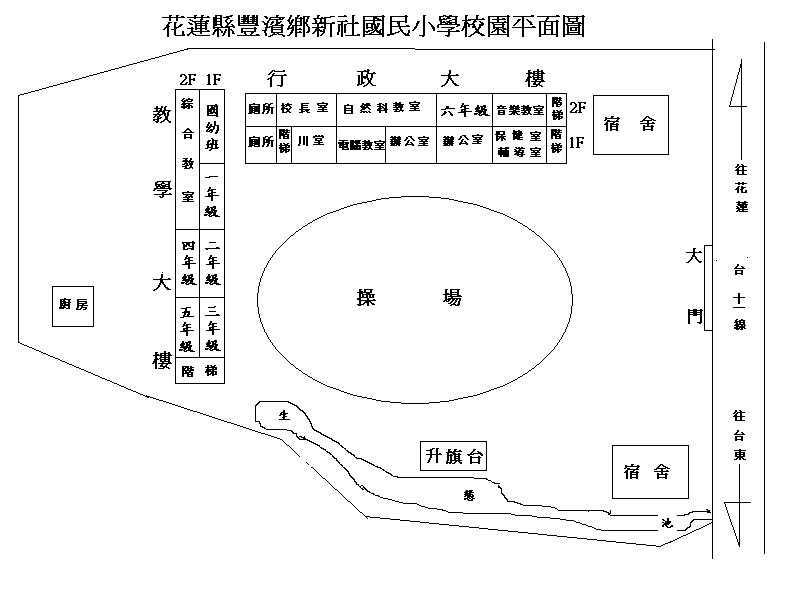 花蓮縣豐濱鄉新社國民小學校園平面圖
行政大樓
2F 1F
教學大樓
綜合教室
國幼班
一年級
四年級
二年級
五年級
三年級
階梯
廁所 校長室 自然科教室 六年級 音樂教室 階梯 2F
廁所 階梯 川堂 電腦教室 辦公室 辦公室 保健室 輔導室 階梯 1F
宿舍
往花蓮
台十一線
往台東
大門
操場
廚房
升旗台
宿舍
生態池